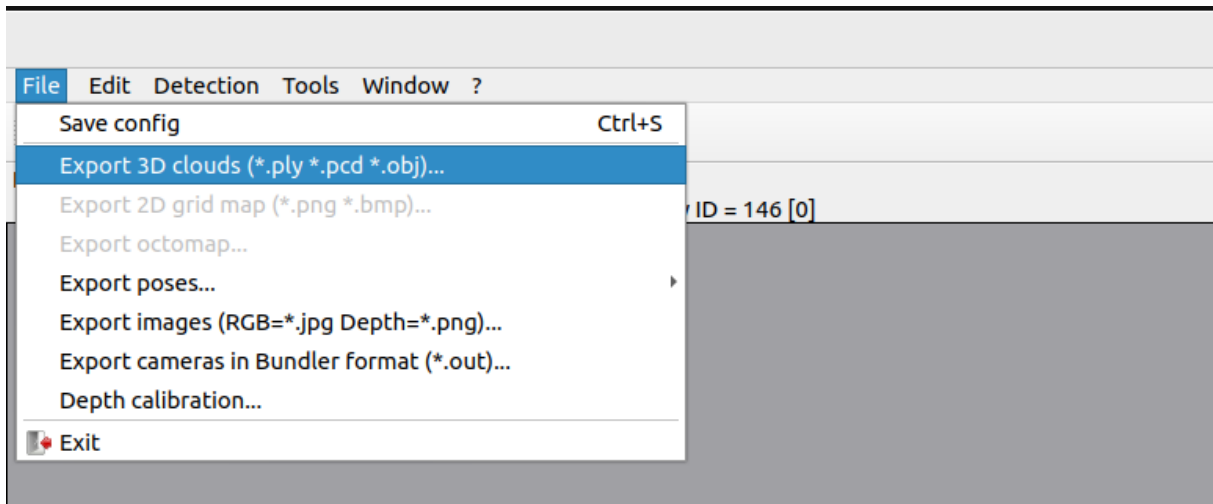 File Edit Detection Tools Window ?
Save config Ctrl+S
Export 3D clouds (*.ply *.pcd *.obj)...
Export 2D grid map (*.png *.bmp)...
ID = 146 [0]
Export octomap...
Export poses...
Export images (RGB=*.jpg Depth=*.png)...
Export cameras in Bundler format (*.out)...
Depth calibration...
Exit